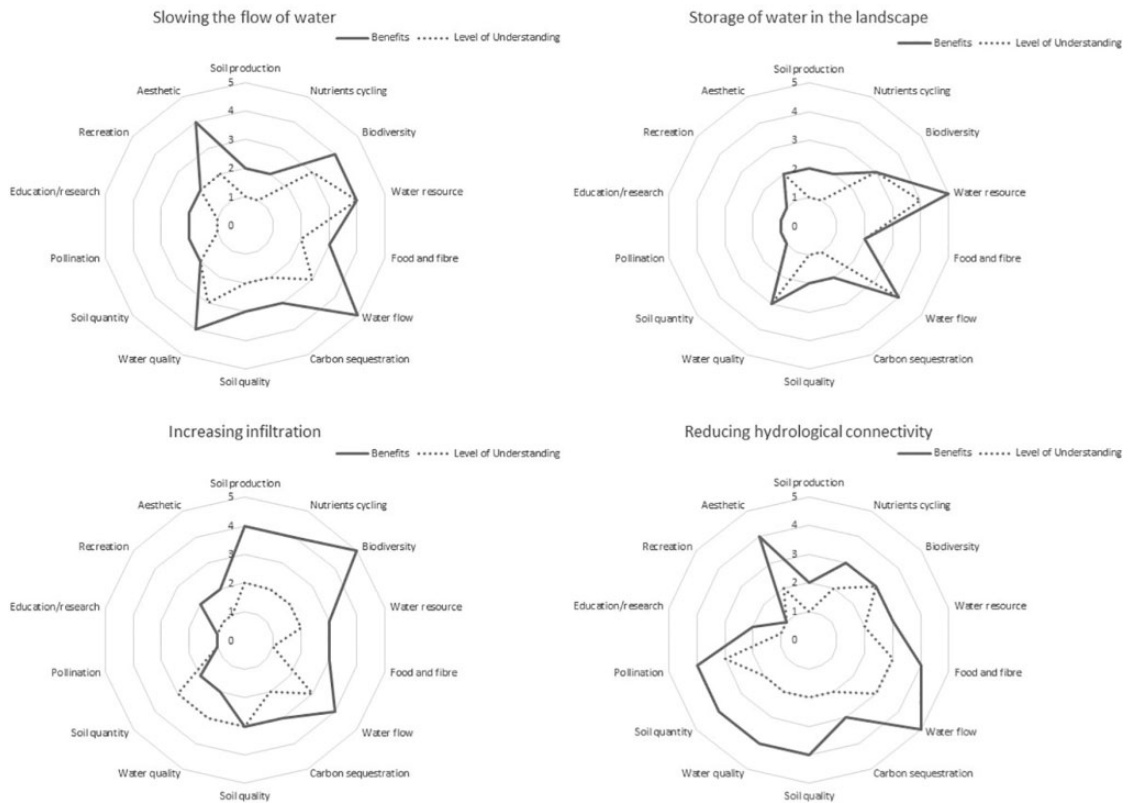 Slowing the flow of water
Benefits Level of Understanding
Soil production
Nutrients cycling
Biodiversity
Water resource
Food and fibre
Water flow
Carbon sequestration
Soil quality
Water quality
Soil quantity
Pollination
Education/research
Recreation
Aesthetic
5
4
3
2
1
0
Storage of water in the landscape
Benefits Level of Understanding
Soil production
Nutrients cycling
Biodiversity
Water resource
Food and fibre
Water flow
Carbon sequestration
Soil quality
Water quality
Soil quantity
Pollination
Education/research
Recreation
Aesthetic
5
4
3
2
1
0
Increasing infiltration
Benefits Level of Understanding
Soil production
Nutrients cycling
Biodiversity
Water resource
Food and fibre
Water flow
Carbon sequestration
Soil quality
Water quality
Soil quantity
Pollination
Education/research
Recreation
Aesthetic
5
4
3
2
1
0
Reducing hydrological connectivity
Benefits Level of Understanding
Soil production
Nutrients cycling
Biodiversity
Water resource
Food and fibre
Water flow
Carbon sequestration
Soil quality
Water quality
Soil quantity
Pollination
Education/research
Recreation
Aesthetic
5
4
3
2
1
0